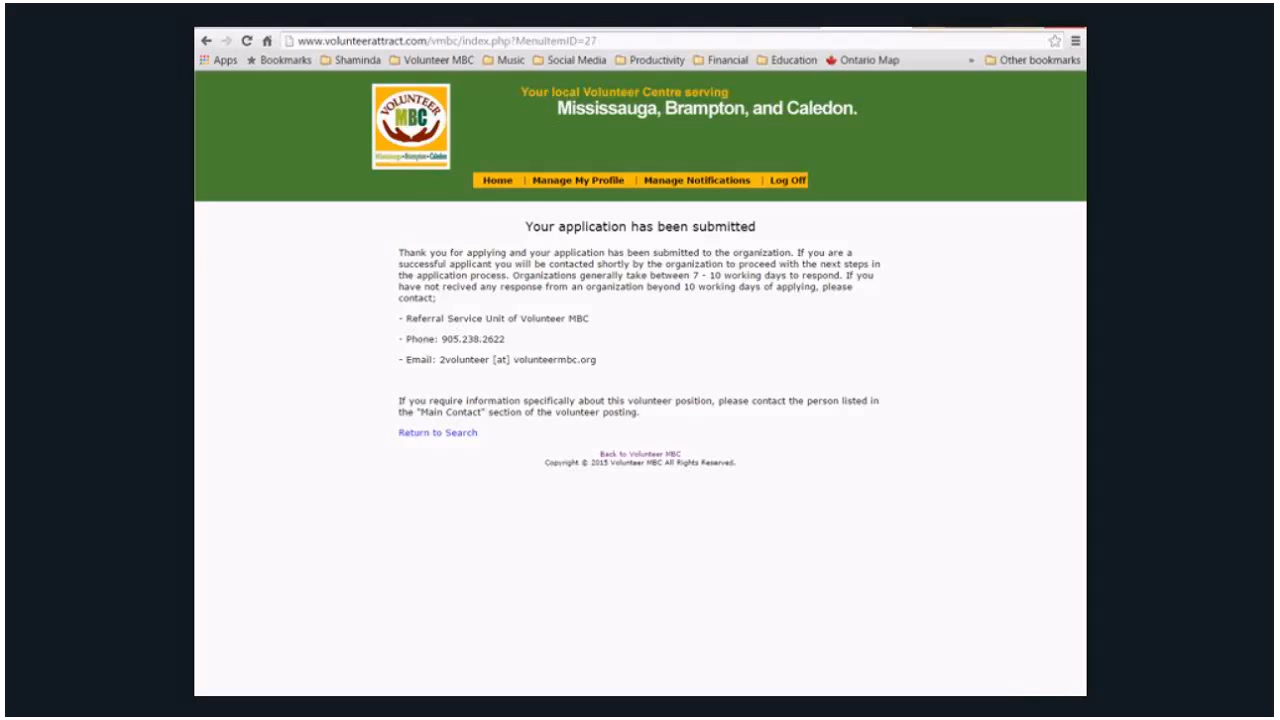 www.volunteerattract.com/vmbc/index.php?MenuItemID=27
Apps Bookmarks Shaminda Volunteer MBC Music Social Media Productivity Financial Education Ontario Map » Other bookmarks
VOLUNTEER
MBC
Mississauga•Brampton•Caledon
Your local Volunteer Centre serving
Mississauga, Brampton, and Caledon.
Home | Manage My Profile | Manage Notifications | Log Off
Your application has been submitted
Thank you for applying and your application has been submitted to the organization. If you are a
successful applicant you will be contacted shortly by the organization to proceed with the next steps in
the application process. Organizations generally take between 7 - 10 working days to respond. If you
have not recived any response from an organization beyond 10 working days of applying, please
contact;
- Referral Service Unit of Volunteer MBC
- Phone: 905.238.2622
- Email: 2volunteer [at] volunteermbc.org
If you require information specifically about this volunteer position, please contact the person listed in
the "Main Contact" section of the volunteer posting.
Return to Search
Back to Volunteer MBC
Copyright © 2015 Volunteer MBC All Rights Reserved.